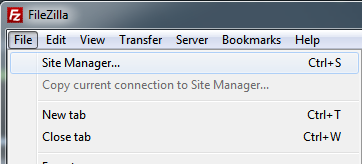 FileZilla
File Edit View Transfer Server Bookmarks Help
Site Manager... Ctrl+S
Copy current connection to Site Manager...
New tab Ctrl+T
Close tab Ctrl+W